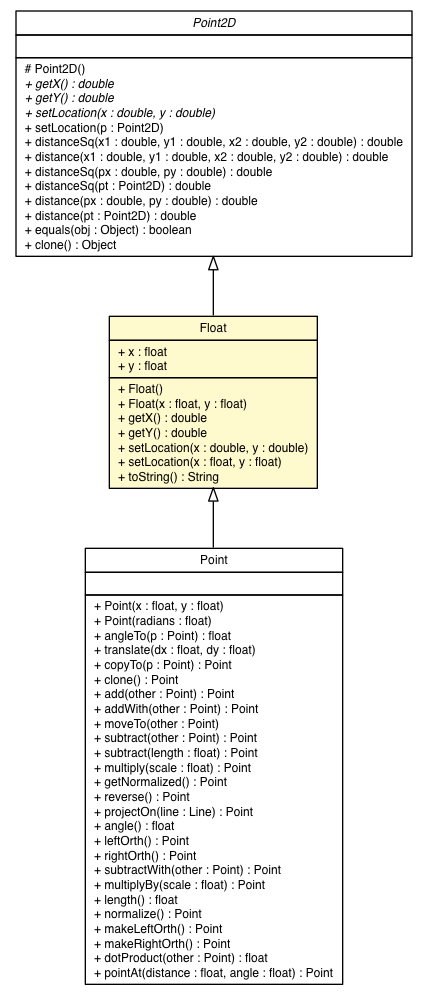 Point2D
# Point2D()
+ getX() : double
+ getY() : double
+ setLocation(x : double, y : double)
+ setLocation(p : Point2D)
+ distanceSq(x1 : double, y1 : double, x2 : double, y2 : double) : double
+ distance(x1 : double, y1 : double, x2 : double, y2 : double) : double
+ distanceSq(px : double, py : double) : double
+ distanceSq(pt : Point2D) : double
+ distance(px : double, py : double) : double
+ distance(pt : Point2D) : double
+ equals(obj : Object) : boolean
+ clone() : Object
Float
+ x : float
+ y : float
+ Float()
+ Float(x : float, y : float)
+ getX() : double
+ getY() : double
+ setLocation(x : double, y : double)
+ setLocation(x : float, y : float)
+ toString() : String
Point
+ Point(x : float, y : float)
+ Point(radians : float)
+ angleTo(p : Point) : float
+ translate(dx : float, dy : float)
+ copyTo(p : Point) : Point
+ clone() : Point
+ add(other : Point) : Point
+ addWith(other : Point) : Point
+ moveTo(other : Point)
+ subtract(other : Point) : Point
+ subtract(length : float) : Point
+ multiply(scale : float) : Point
+ getNormalized() : Point
+ reverse() : Point
+ projectOn(line : Line) : Point
+ angle() : float
+ leftOrth() : Point
+ rightOrth() : Point
+ subtractWith(other : Point) : Point
+ multiplyBy(scale : float) : Point
+ length() : float
+ normalize() : Point
+ makeLeftOrth() : Point
+ makeRightOrth() : Point
+ dotProduct(other : Point) : float
+ pointAt(distance : float, angle : float) : Point